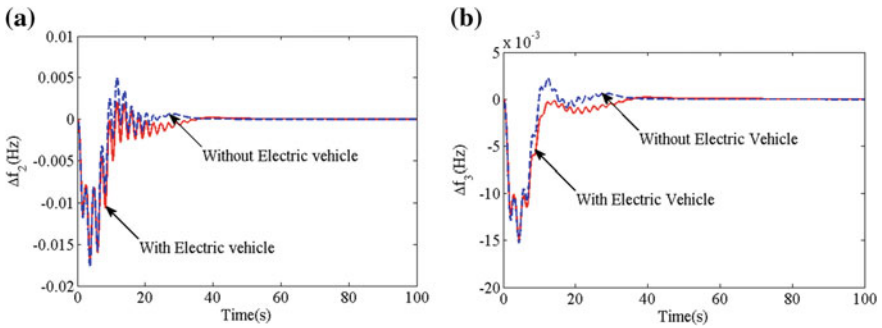 (a)
0.01
0.005
0
-0.005
-0.01
-0.015
-0.02
Δf2(Hz)
0
20
40
60
80
100
Time(s)
Without Electric vehicle
With Electric vehicle
(b)
x 10-3
5
0
-5
-10
-15
-20
Δf3(Hz)
0
20
40
60
80
100
Time(s)
Without Electric Vehicle
With Electric Vehicle